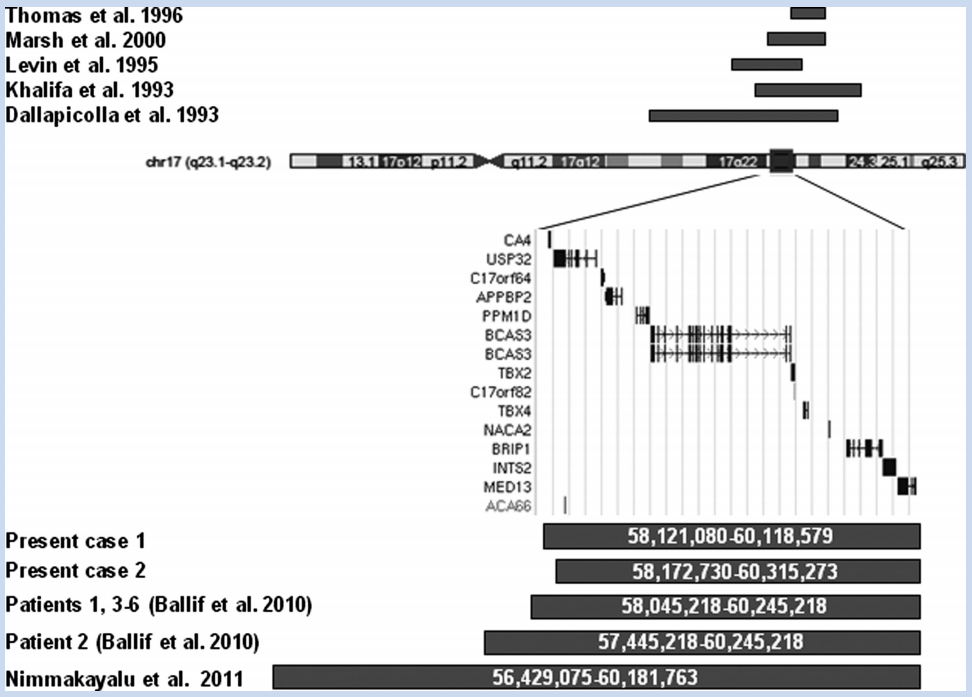 Thomas et al. 1996
Marsh et al. 2000
Levin et al. 1995
Khalifa et al. 1993
Dallapicolla et al. 1993
chr17 (q23.1-q23.2) 13.1 17p12 p11.2 q11.2 17q12 17q22 24.3 25.1 q25.3
CA4
USP32
C17orf64
APPBP2
PPM1D
BCAS3
BCAS3
TBX2
C17orf82
TBX4
NACA2
BRIP1
INTS2
MED13
ACA66
Present case 1 58,121,080-60,118,579
Present case 2 58,172,730-60,315,273
Patients 1, 3-6 (Ballif et al. 2010) 58,045,218-60,245,218
Patient 2 (Ballif et al. 2010) 57,445,218-60,245,218
Nimmakayalu et al. 2011 56,429,075-60,181,763